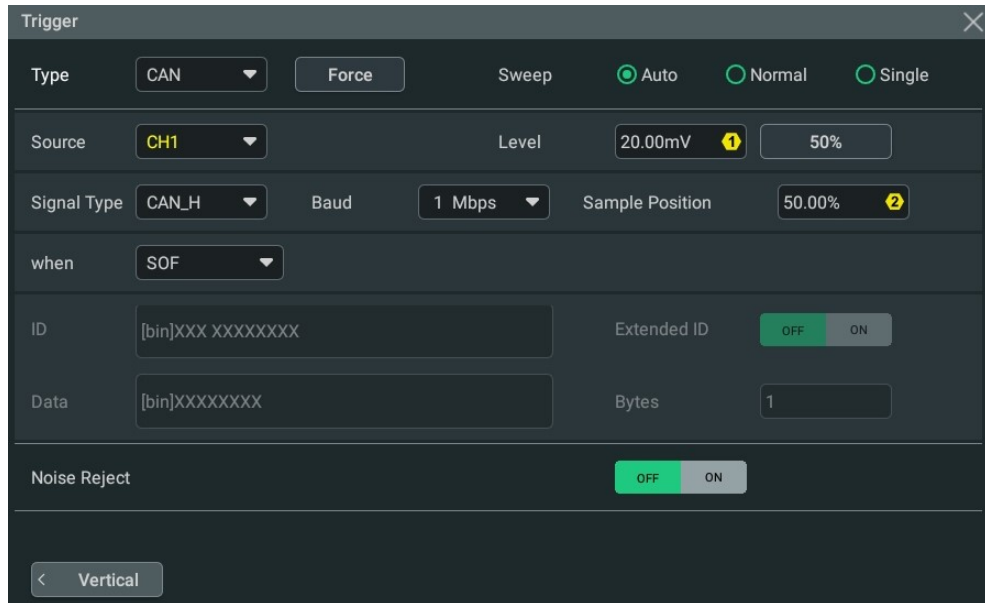 Trigger
Type CAN Force Sweep Auto Normal Single
Source CH1 Level 20.00mV 1 50%
Signal Type CAN_H Baud 1 Mbps Sample Position 50.00% 2
when SOF
ID [bin]XXX XXXXXXXX Extended ID OFF ON
Data [bin]XXXXXXXX Bytes 1
Noise Reject OFF ON
< Vertical